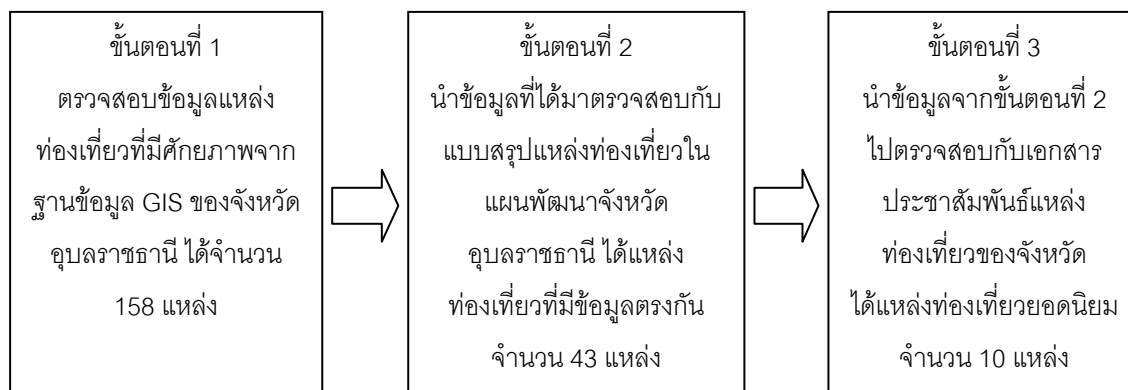 ขั้นตอนที่ 1
ตรวจสอบข้อมูลแหล่ง
ท่องเที่ยวที่มีศักยภาพจาก
ฐานข้อมูล GIS ของจังหวัด
อุบลราชธานี ได้จำนวน
158 แหล่ง
ขั้นตอนที่ 2
นำข้อมูลที่ได้มาตรวจสอบกับ
แบบสรุปแหล่งท่องเที่ยวใน
แผนพัฒนาจังหวัด
อุบลราชธานี ได้แหล่ง
ท่องเที่ยวที่มีข้อมูลตรงกัน
จำนวน 43 แหล่ง
ขั้นตอนที่ 3
นำข้อมูลจากขั้นตอนที่ 2
ไปตรวจสอบกับเอกสาร
ประชาสัมพันธ์แหล่ง
ท่องเที่ยวของจังหวัด
ได้แหล่งท่องเที่ยวยอดนิยม
จำนวน 10 แหล่ง